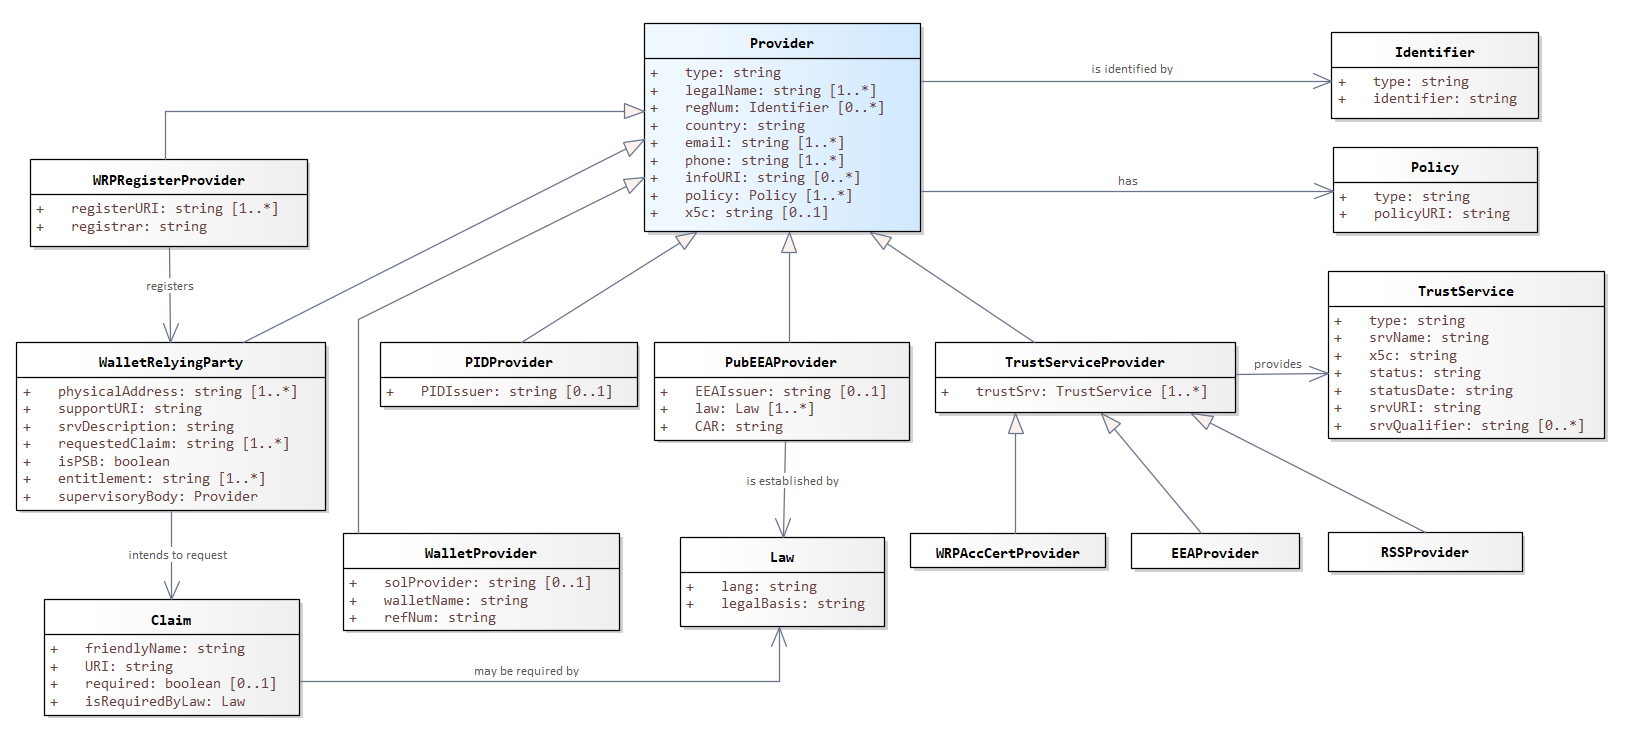 Provider
+ type: string
+ legalName: string [1..*]
+ regNum: Identifier [0..*]
+ country: string
+ email: string [1..*]
+ phone: string [1..*]
+ infoURI: string [0..*]
+ policy: Policy [1..*]
+ x5c: string [0..1]
is identified by
Identifier
+ type: string
+ identifier: string
has
Policy
+ type: string
+ policyURI: string
WRPRegisterProvider
+ registerURI: string [1..*]
+ registrar: string
registers
WalletRelyingParty
+ physicalAddress: string [1..*]
+ supportURI: string
+ srvDescription: string
+ requestedClaim: string [1..*]
+ isPSB: boolean
+ entitlement: string [1..*]
+ supervisoryBody: Provider
PIDProvider
+ PIDIssuer: string [0..1]
PubEEAProvider
+ EEAIssuer: string [0..1]
+ law: Law [1..*]
+ CAR: string
TrustServiceProvider
+ trustSrv: TrustService [1..*]
provides
TrustService
+ type: string
+ srvName: string
+ x5c: string
+ status: string
+ statusDate: string
+ srvURI: string
+ srvQualifier: string [0..*]
is established by
intends to request
WalletProvider
+ solProvider: string [0..1]
+ walletName: string
+ refNum: string
Law
+ lang: string
+ legalBasis: string
WRPAccCertProvider
EEAProvider
RSSProvider
Claim
+ friendlyName: string
+ URI: string
+ required: boolean [0..1]
+ isRequiredByLaw: Law
may be required by